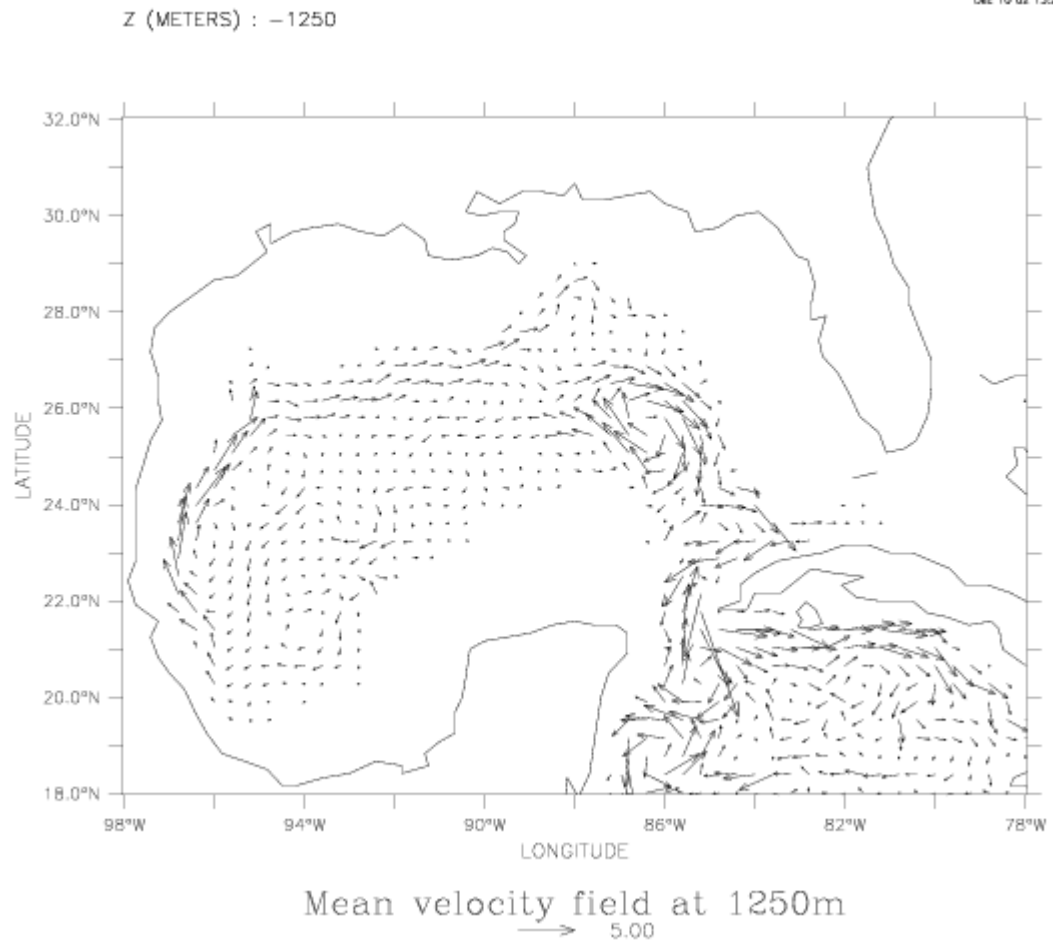 Z (METERS) : -1250
32.0°N
30.0°N
28.0°N
26.0°N
24.0°N
22.0°N
20.0°N
18.0°N
LATITUDE
98°W 94°W 90°W 86°W 82°W 78°W
LONGITUDE
Mean velocity field at 1250m
5.00